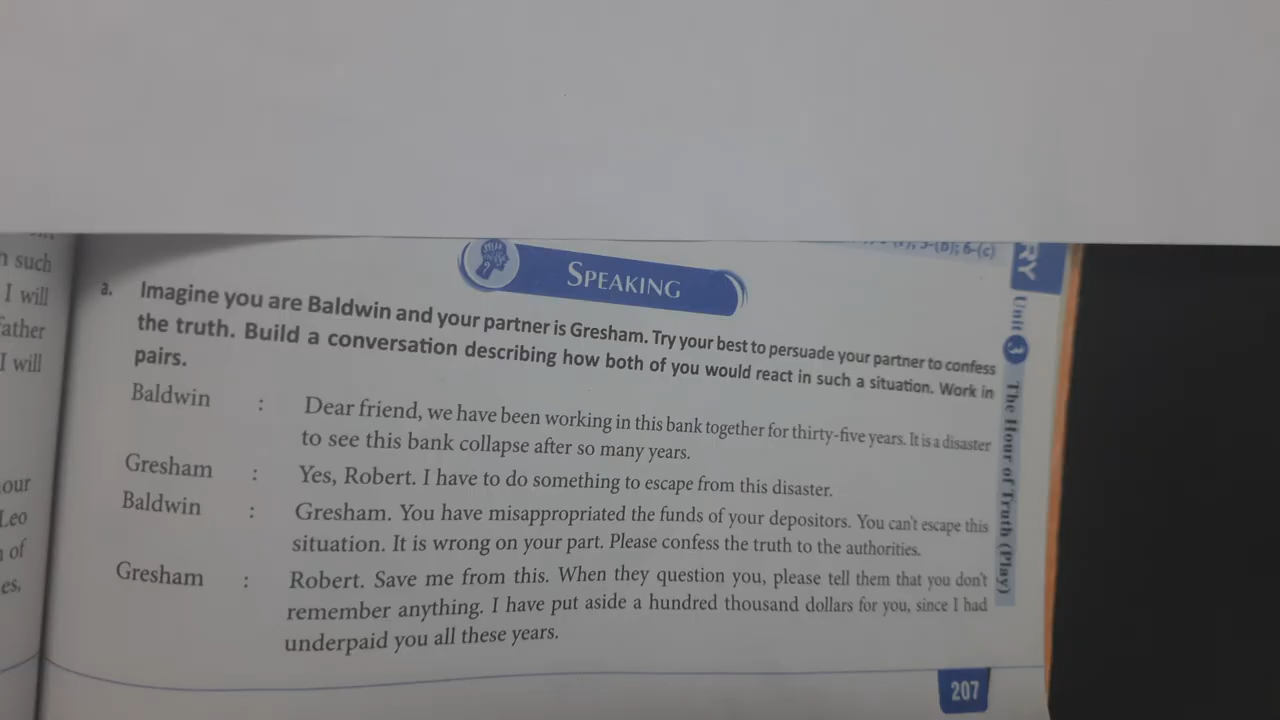 n such
I will
father
I will
our
Leo
of
es,
6-(c)
RY
Unit 3
The Hour of Truth (Play)
SPEAKING
a. Imagine you are Baldwin and your partner is Gresham. Try your best to persuade your partner to confess
the truth. Build a conversation describing how both of you would react in such a situation. Work in
pairs.
Baldwin : Dear friend, we have been working in this bank together for thirty-five years. It is a disaster
to see this bank collapse after so many years.
Gresham : Yes, Robert. I have to do something to escape from this disaster.
Baldwin : Gresham. You have misappropriated the funds of your depositors. You can't escape this
situation. It is wrong on your part. Please confess the truth to the authorities.
Gresham : Robert. Save me from this. When they question you, please tell them that you don't
remember anything. I have put aside a hundred thousand dollars for you, since I had
underpaid you all these years.
207